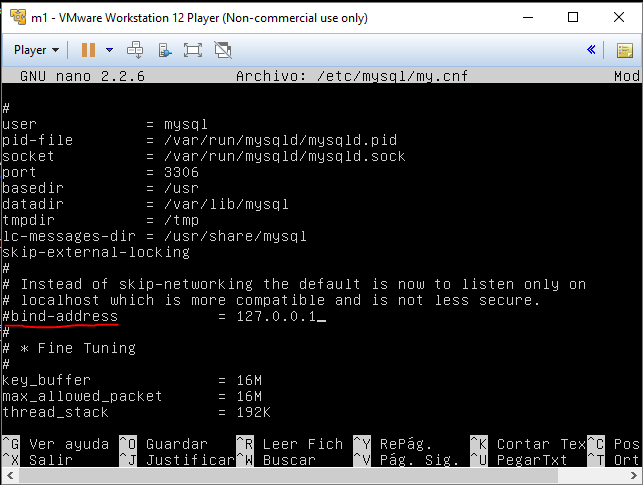 m1 - VMware Workstation 12 Player (Non-commercial use only)
Player
GNU nano 2.2.6 Archivo: /etc/mysql/my.cnf Mod
#
user = mysql
pid-file = /var/run/mysqld/mysqld.pid
socket = /var/run/mysqld/mysqld.sock
port = 3306
basedir = /usr
datadir = /var/lib/mysql
tmpdir = /tmp
lc-messages-dir = /usr/share/mysql
skip-external-locking
#
# Instead of skip-networking the default is now to listen only on
# localhost which is more compatible and is not less secure.
#bind-address = 127.0.0.1
#
# * Fine Tuning
#
key_buffer = 16M
max_allowed_packet = 16M
thread_stack = 192K
^G Ver ayuda ^O Guardar ^R Leer Fich ^Y RePág. ^K Cortar Tex ^C Pos
^X Salir ^J Justificar ^W Buscar ^V Pág. Sig. ^U PegarTxt ^T Ort